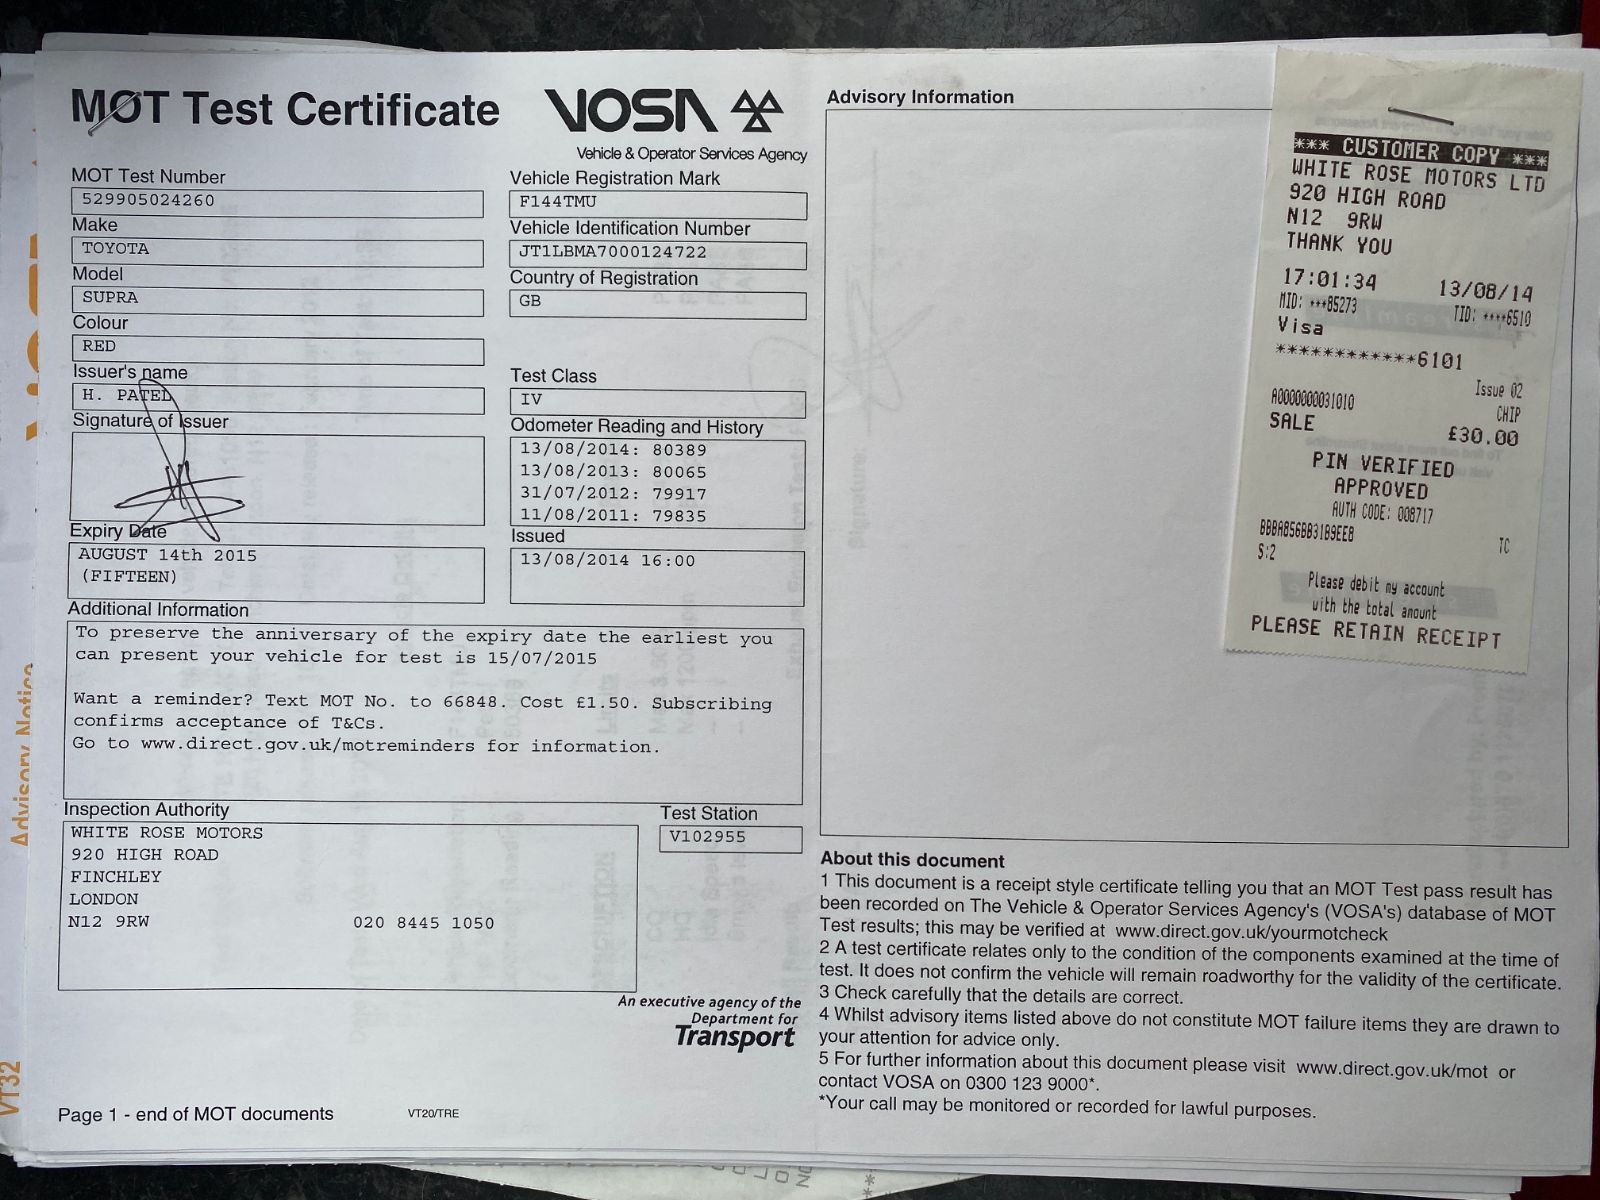 MOT Test Certificate
VOSA
Vehicle & Operator Services Agency
MOT Test Number
529905024260
Make
TOYOTA
Model
SUPRA
Colour
RED
Issuer's name
H. PATEL
Signature of Issuer
Expiry Date
AUGUST 14th 2015
(FIFTEEN)
Vehicle Registration Mark
F144TMU
Vehicle Identification Number
JT1LBMA7000124722
Country of Registration
GB
Test Class
IV
Odometer Reading and History
13/08/2014: 80389
13/08/2013: 80065
31/07/2012: 79917
11/08/2011: 79835
Issued
13/08/2014 16:00
Additional Information
To preserve the anniversary of the expiry date the earliest you
can present your vehicle for test is 15/07/2015
Want a reminder? Text MOT No. to 66848. Cost £1.50. Subscribing
confirms acceptance of T&Cs.
Go to www.direct.gov.uk/motreminders for information.
Inspection Authority
WHITE ROSE MOTORS
920 HIGH ROAD
FINCHLEY
LONDON
N12 9RW 020 8445 1050
Test Station
V102955
An executive agency of the
Department for
Transport
Page 1 - end of MOT documents
VT20/TRE
Advisory Information
*** CUSTOMER COPY ***
WHITE ROSE MOTORS LTD
920 HIGH ROAD
N12 9RW
THANK YOU
17:01:34 13/08/14
MID: ***85273 TID: ****6510
Visa
************6101
Issue 02
A0000000031010 CHIP
SALE £30.00
PIN VERIFIED
APPROVED
AUTH CODE: 008717
BBBA856BB31B9EE8 TC
S:2
Please debit my account
with the total amount
PLEASE RETAIN RECEIPT
About this document
1 This document is a receipt style certificate telling you that an MOT Test pass result has
been recorded on The Vehicle & Operator Services Agency's (VOSA's) database of MOT
Test results; this may be verified at www.direct.gov.uk/yourmotcheck
2 A test certificate relates only to the condition of the components examined at the time of
test. It does not confirm the vehicle will remain roadworthy for the validity of the certificate.
3 Check carefully that the details are correct.
4 Whilst advisory items listed above do not constitute MOT failure items they are drawn to
your attention for advice only.
5 For further information about this document please visit www.direct.gov.uk/mot or
contact VOSA on 0300 123 9000*.
*Your call may be monitored or recorded for lawful purposes.
Advisory Notice
VT32